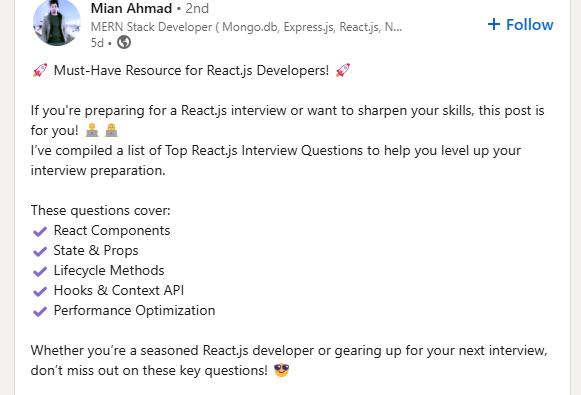 Mian Ahmad • 2nd
MERN Stack Developer ( Mongo.db, Express.js, React.js, N...
5d •
+ Follow
🚀 Must-Have Resource for React.js Developers! 🚀
If you're preparing for a React.js interview or want to sharpen your skills, this post is
for you! 🧑‍💻 👩‍💻
I've compiled a list of Top React.js Interview Questions to help you level up your
interview preparation.
These questions cover:
✔ React Components
✔ State & Props
✔ Lifecycle Methods
✔ Hooks & Context API
✔ Performance Optimization
Whether you're a seasoned React.js developer or gearing up for your next interview,
don't miss out on these key questions! 😎